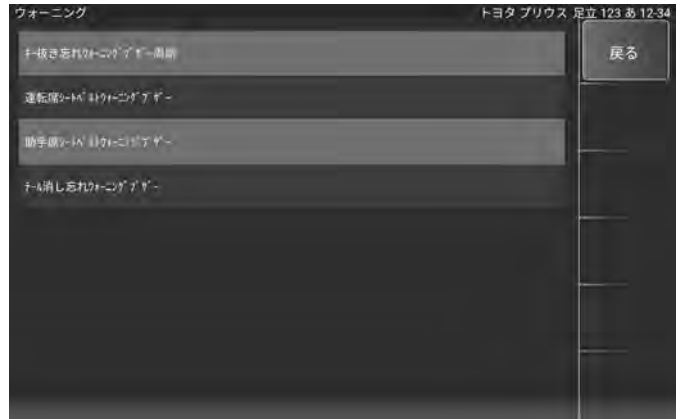 ウォーニング
トヨタ プリウス 足立 123 あ 12-34
戻る
ｷｰ抜き忘れｳｫｰﾆﾝｸﾞﾌﾞｻﾞｰ周期
運転席ｼｰﾄﾍﾞﾙﾄｳｫｰﾆﾝｸﾞﾌﾞｻﾞｰ
助手席ｼｰﾄﾍﾞﾙﾄｳｫｰﾆﾝｸﾞﾌﾞｻﾞｰ
ﾃｰﾙ消し忘れｳｫｰﾆﾝｸﾞﾌﾞｻﾞｰ